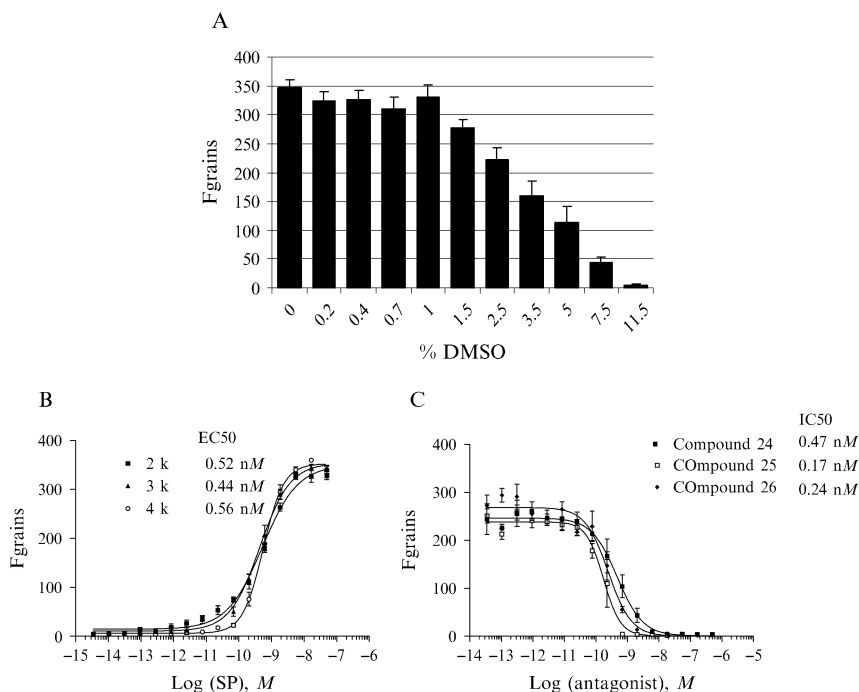 A
400
350
300
250
200
150
100
50
0
Fgrains
0 0.2 0.4 0.7 1 1.5 2.5 3.5 5 7.5 11.5
% DMSO
B
EC50
2 k 0.52 nM
3 k 0.44 nM
4 k 0.56 nM
400
300
200
100
0
Fgrains
−15 −14 −13 −12 −11 −10 −9 −8 −7 −6
Log (SP), M
C
IC50
Compound 24 0.47 nM
COmpound 25 0.17 nM
COmpound 26 0.24 nM
400
300
200
100
0
Fgrains
−14 −13 −12 −11 −10 −9 −8 −7 −6 −5
Log (antagonist), M